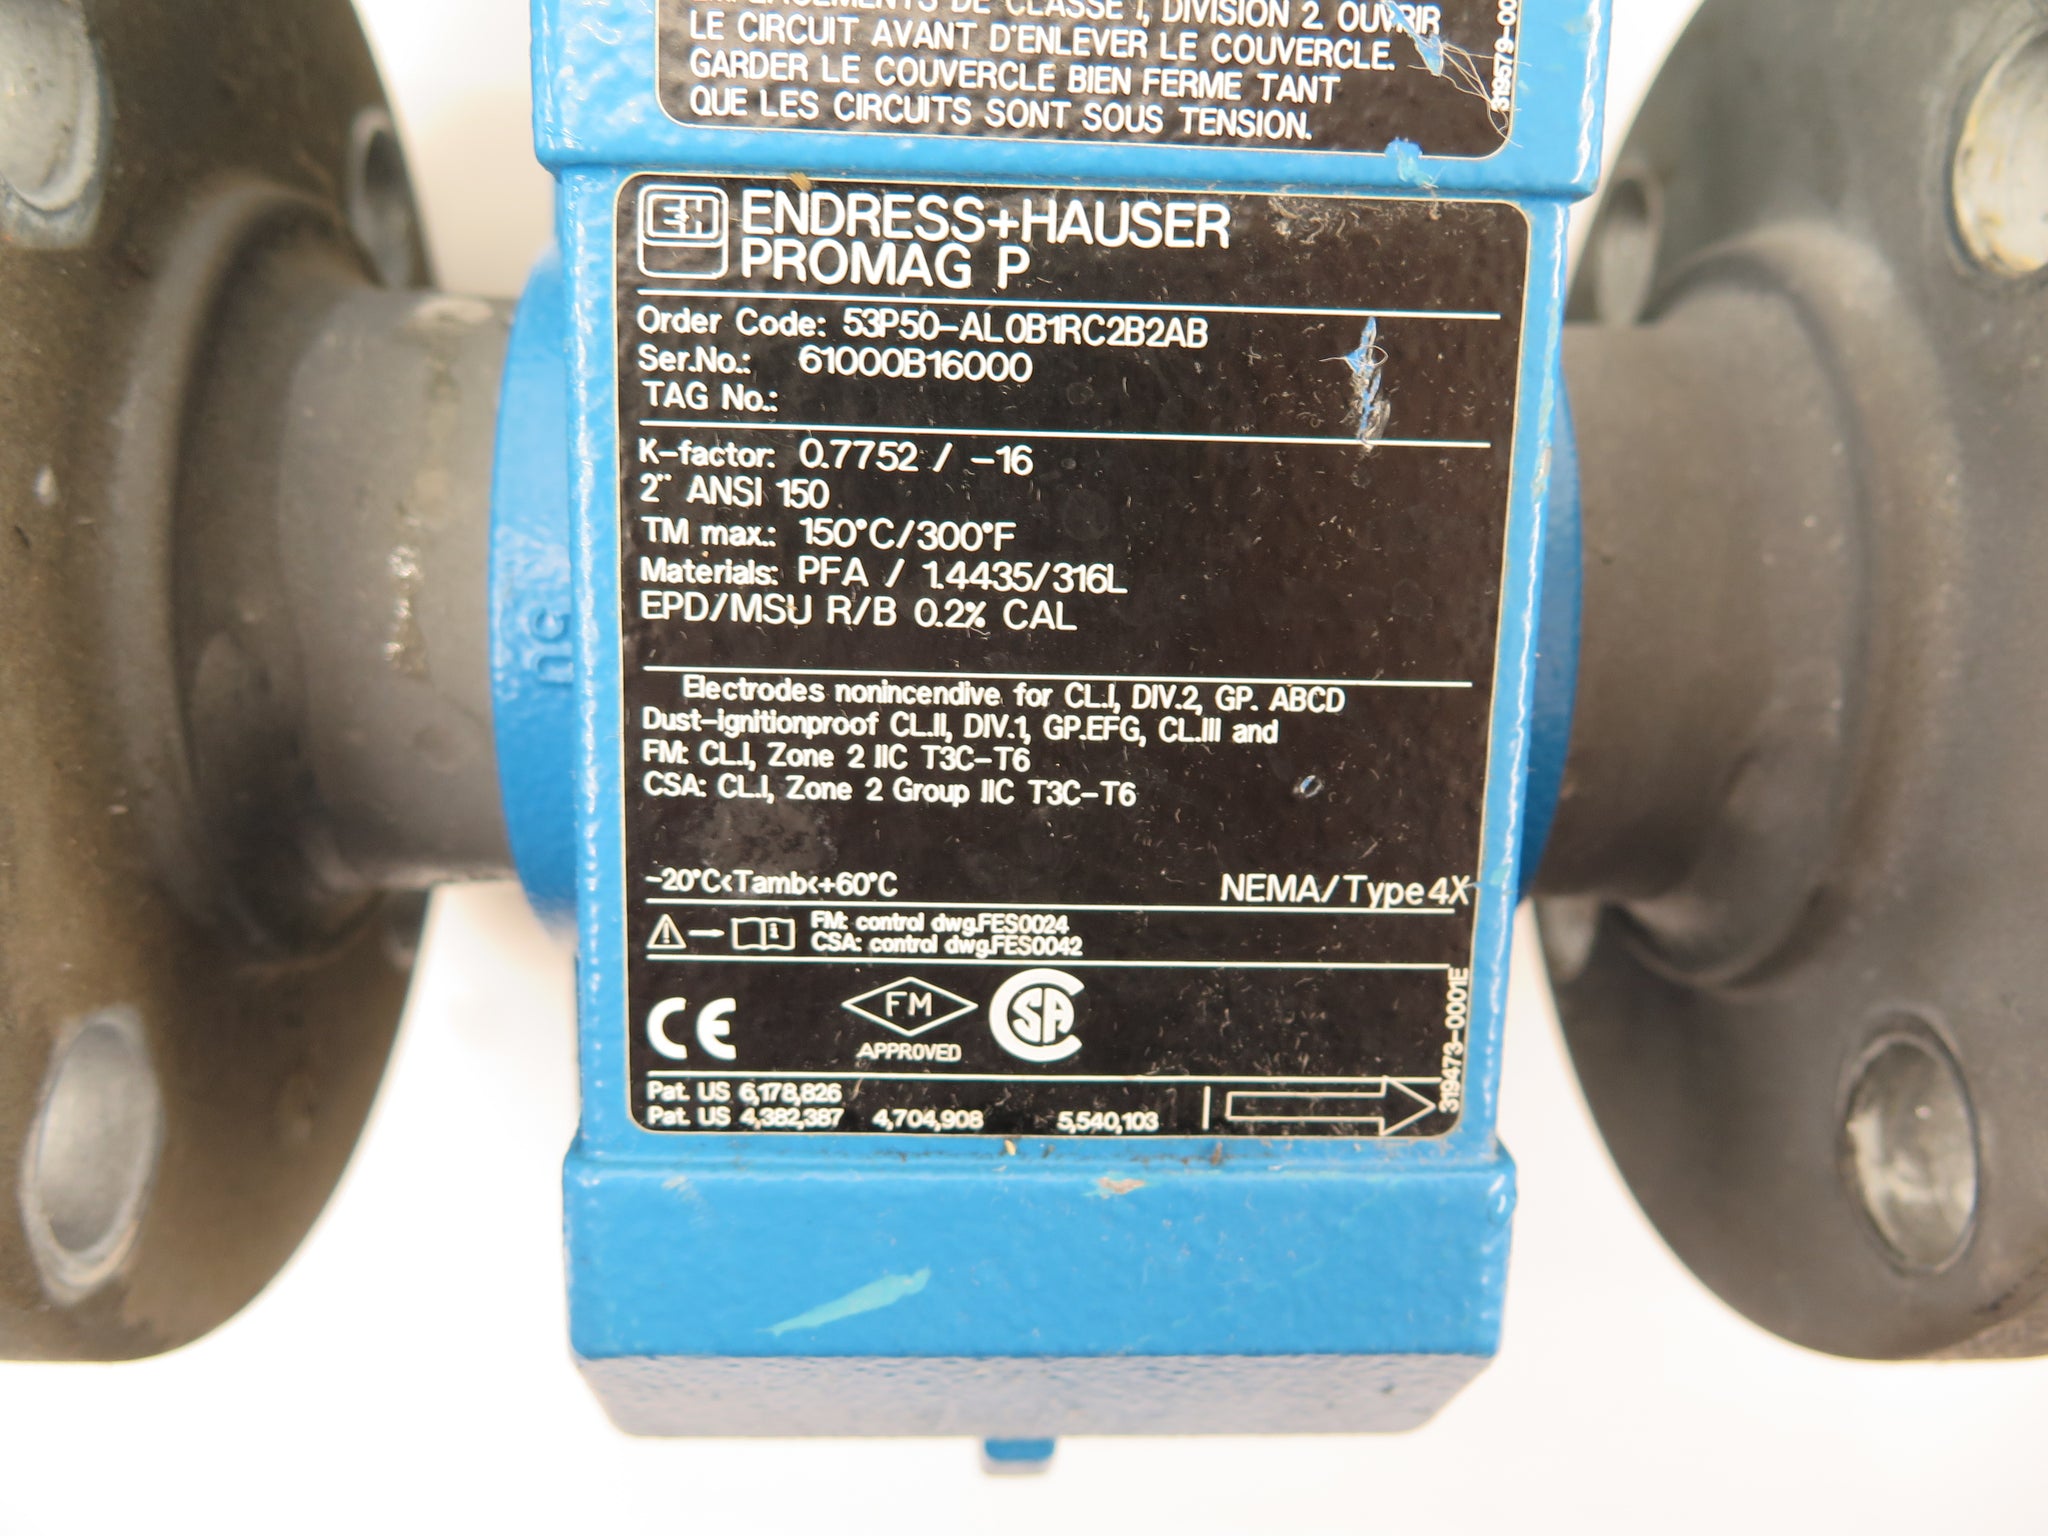 DE CLASSE I, DIVISION 2. OUVRIR
LE CIRCUIT AVANT D'ENLEVER LE COUVERCLE.
GARDER LE COUVERCLE BIEN FERME TANT
QUE LES CIRCUITS SONT SOUS TENSION.
ENDRESS+HAUSER
PROMAG P
Order Code: 53P50-AL0B1RC2B2AB
Ser.No.: 61000B16000
TAG No.:
K-factor: 0.7752 / -16
2" ANSI 150
TM max.: 150°C/300°F
Materials: PFA / 1.4435/316L
EPD/MSU R/B 0.2% CAL
Electrodes nonincendive for CL.I, DIV.2, GP. ABCD
Dust-ignitionproof CL.II, DIV.1, GP.EFG, CL.III and
FM: CL.I, Zone 2 IIC T3C-T6
CSA: CL.I, Zone 2 Group IIC T3C-T6
-20°C<Tamb<+60°C NEMA/Type 4X
FM: control dwg.FES0024
CSA: control dwg.FES0042
CE FM APPROVED CSA
319473-0001E
Pat. US 6,178,826
Pat. US 4,382,387 4,704,908 5,540,103